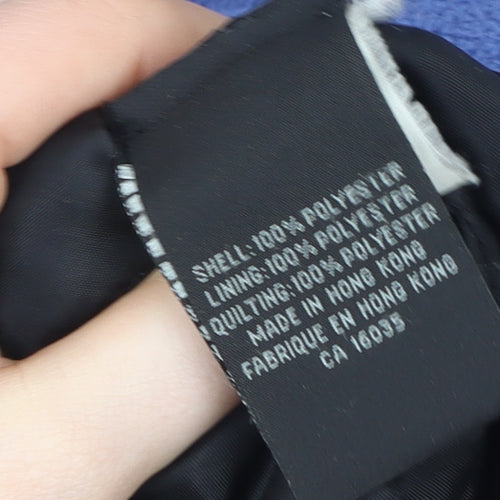 SHELL:100% POLYESTER
LINING:100% POLYESTER
QUILTING:100% POLYESTER
MADE IN HONG KONG
FABRIQUE EN HONG KONG
CA 16035